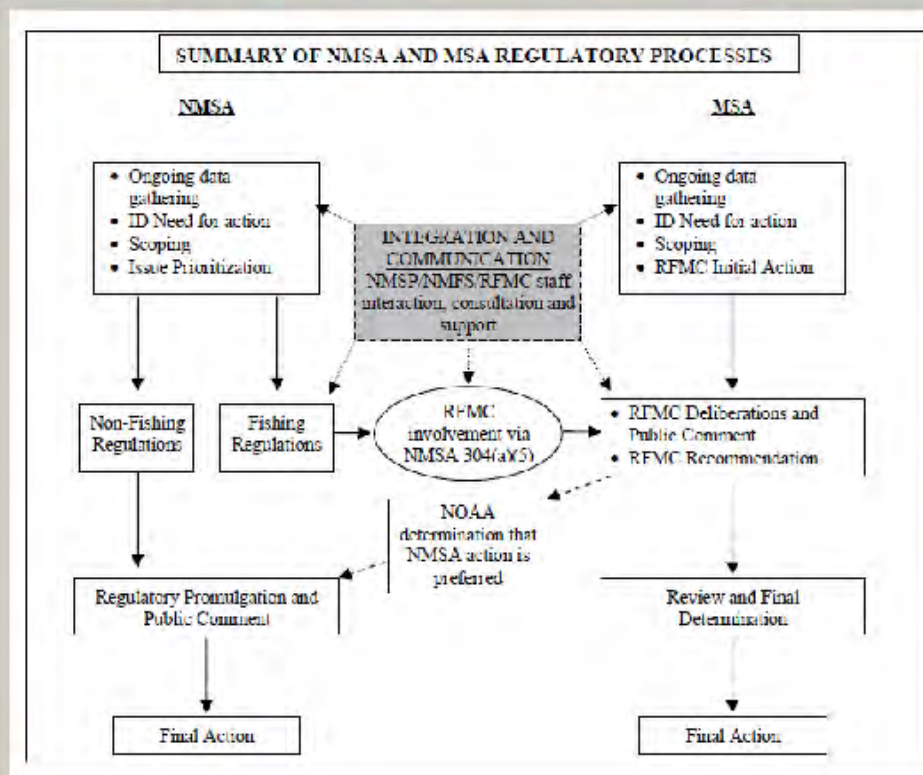 SUMMARY OF NMSA AND MSA REGULATORY PROCESSES
NMSA
MSA
• Ongoing data
gathering
• ID Need for action
• Scoping
• Issue Prioritization
INTEGRATION AND
COMMUNICATION
NMSP/NMFS/RFMC staff
interaction, consultation and
support
• Ongoing data
gathering
• ID Need for action
• Scoping
• RFMC Initial Action
Non-Fishing
Regulations
Fishing
Regulations
RFMC
involvement via
NMSA 304(a)(5)
• RFMC Deliberations and
Public Comment
• RFMC Recommendation
NOAA
determination that
NMSA action is
preferred
Regulatory Promulgation and
Public Comment
Review and Final
Determination
Final Action
Final Action